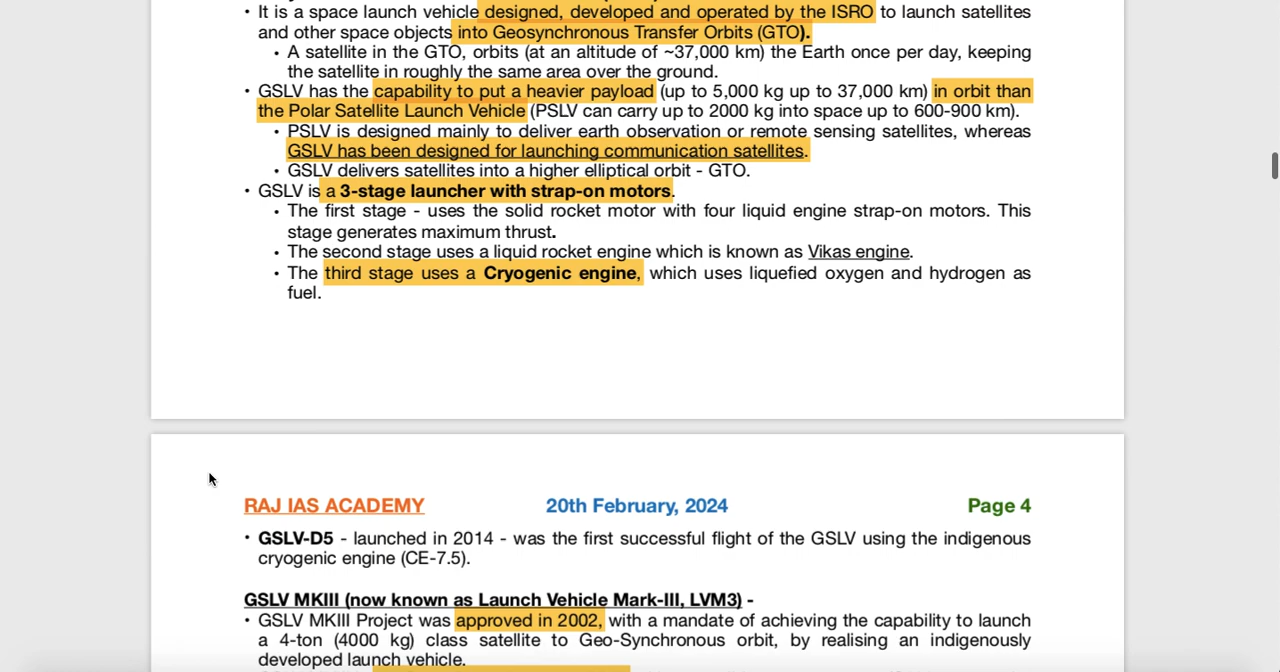 • It is a space launch vehicle designed, developed and operated by the ISRO to launch satellites
and other space objects into Geosynchronous Transfer Orbits (GTO).
• A satellite in the GTO, orbits (at an altitude of ~37,000 km) the Earth once per day, keeping
the satellite in roughly the same area over the ground.
• GSLV has the capability to put a heavier payload (up to 5,000 kg up to 37,000 km) in orbit than
the Polar Satellite Launch Vehicle (PSLV can carry up to 2000 kg into space up to 600-900 km).
• PSLV is designed mainly to deliver earth observation or remote sensing satellites, whereas
GSLV has been designed for launching communication satellites.
• GSLV delivers satellites into a higher elliptical orbit - GTO.
• GSLV is a 3-stage launcher with strap-on motors.
• The first stage - uses the solid rocket motor with four liquid engine strap-on motors. This
stage generates maximum thrust.
• The second stage uses a liquid rocket engine which is known as Vikas engine.
• The third stage uses a Cryogenic engine, which uses liquefied oxygen and hydrogen as
fuel.
RAJ IAS ACADEMY 20th February, 2024 Page 4
• GSLV-D5 - launched in 2014 - was the first successful flight of the GSLV using the indigenous
cryogenic engine (CE-7.5).
GSLV MKIII (now known as Launch Vehicle Mark-III, LVM3) -
• GSLV MKIII Project was approved in 2002, with a mandate of achieving the capability to launch
a 4-ton (4000 kg) class satellite to Geo-Synchronous orbit, by realising an indigenously
developed launch vehicle.